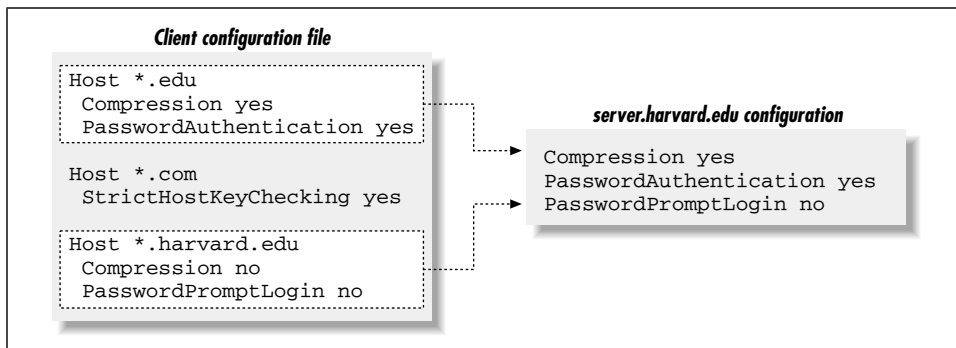 Client configuration file
Host *.edu
Compression yes
PasswordAuthentication yes
Host *.com
StrictHostKeyChecking yes
Host *.harvard.edu
Compression no
PasswordPromptLogin no
server.harvard.edu configuration
Compression yes
PasswordAuthentication yes
PasswordPromptLogin no